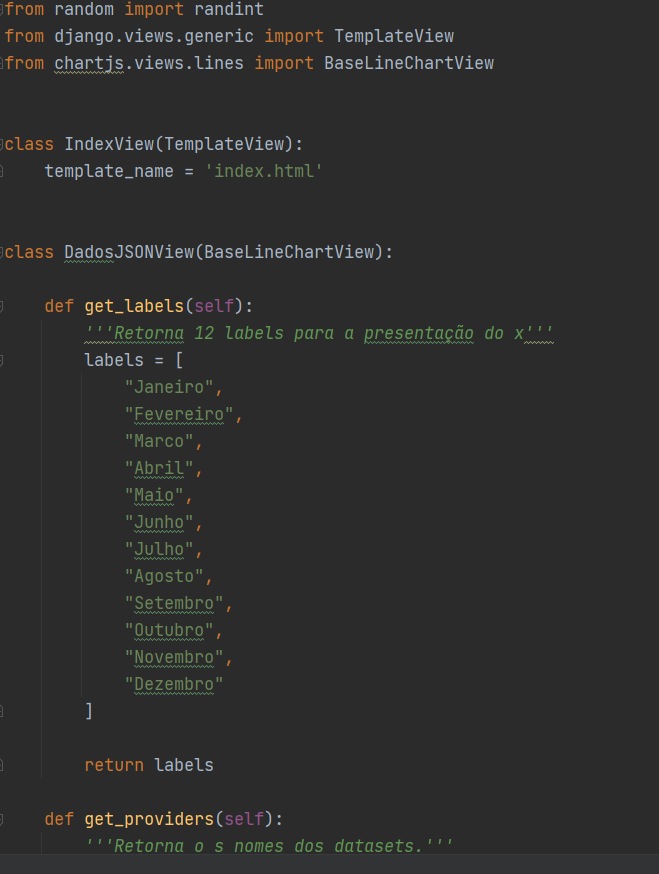 from random import randint
from django.views.generic import TemplateView
from chartjs.views.lines import BaseLineChartView
class IndexView(TemplateView):
template_name = 'index.html'
class DadosJSONView(BaseLineChartView):
def get_labels(self):
'''Retorna 12 labels para a presentação do x'''
labels = [
"Janeiro",
"Fevereiro",
"Marco",
"Abril",
"Maio",
"Junho",
"Julho",
"Agosto",
"Setembro",
"Outubro",
"Novembro",
"Dezembro"
]
return labels
def get_providers(self):
'''Retorna o s nomes dos datasets.'''